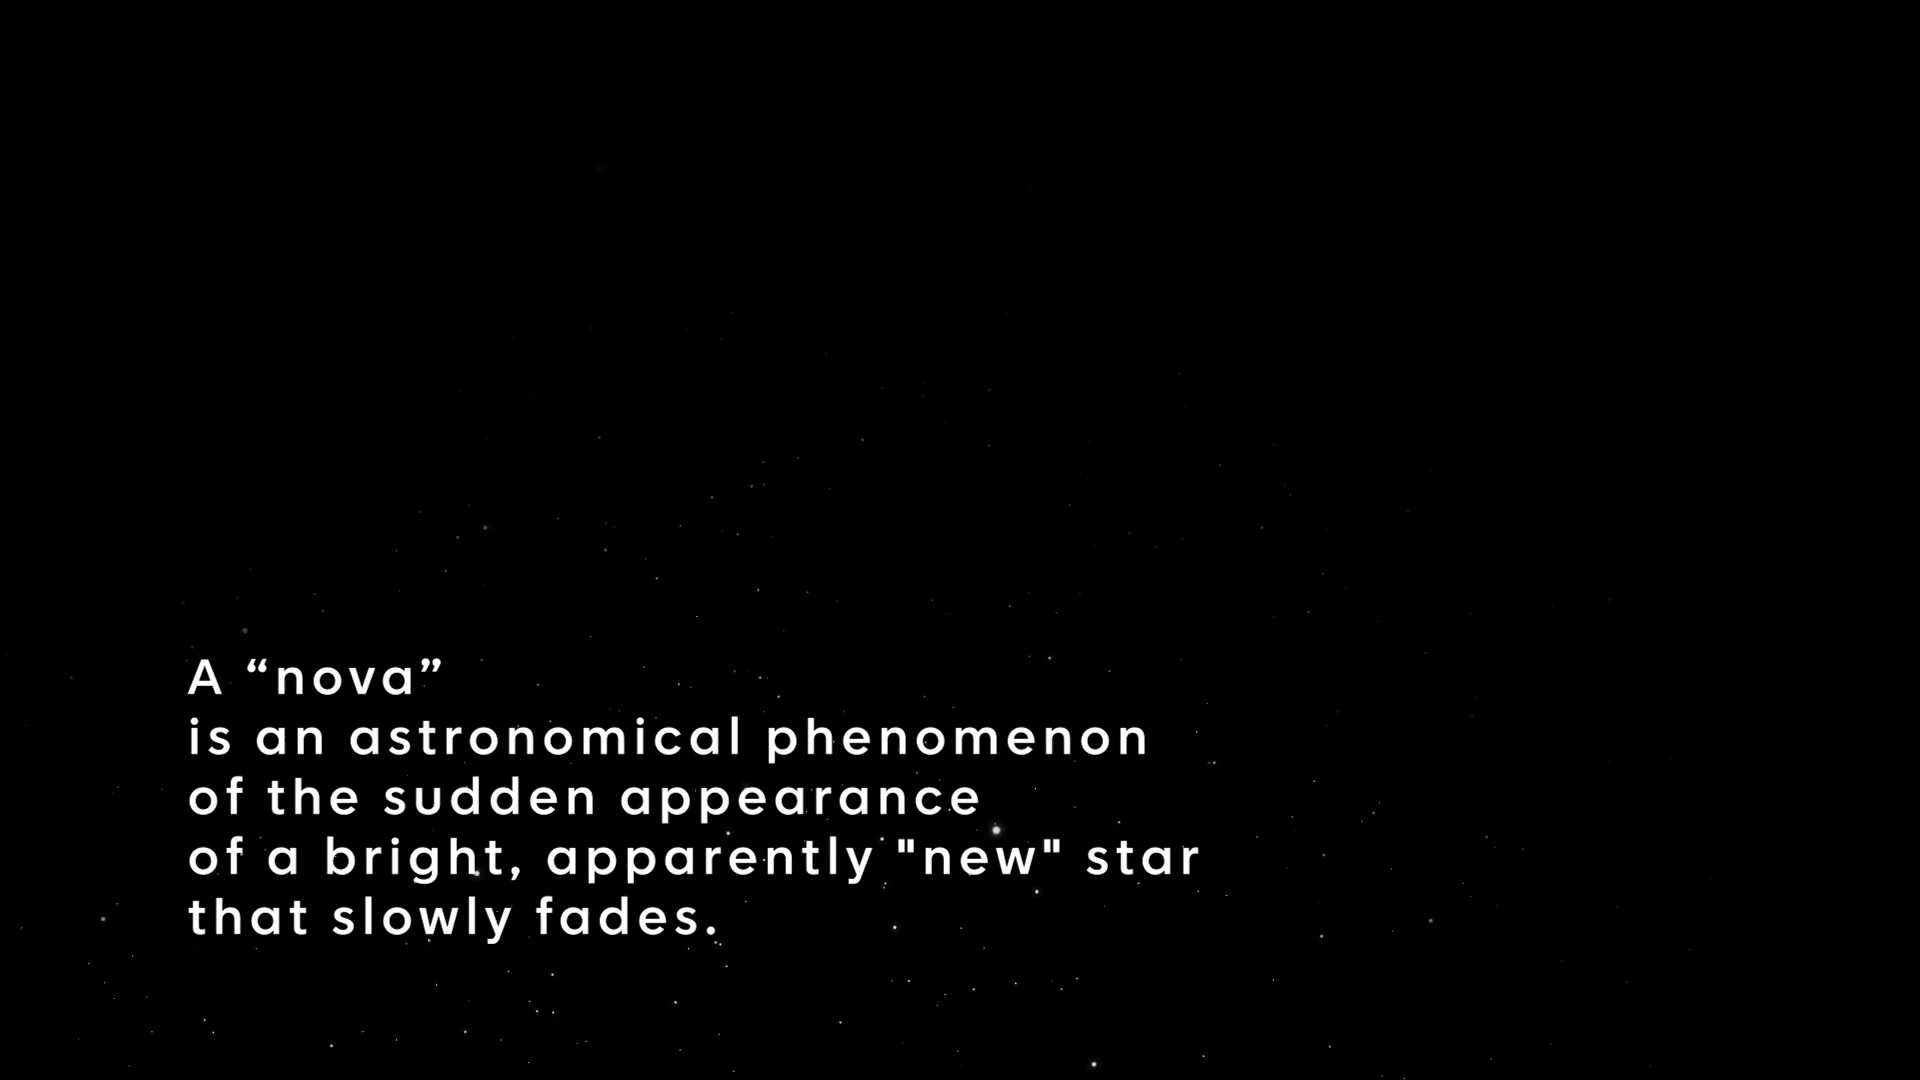 A “nova”
is an astronomical phenomenon
of the sudden appearance
of a bright, apparently "new" star
that slowly fades.